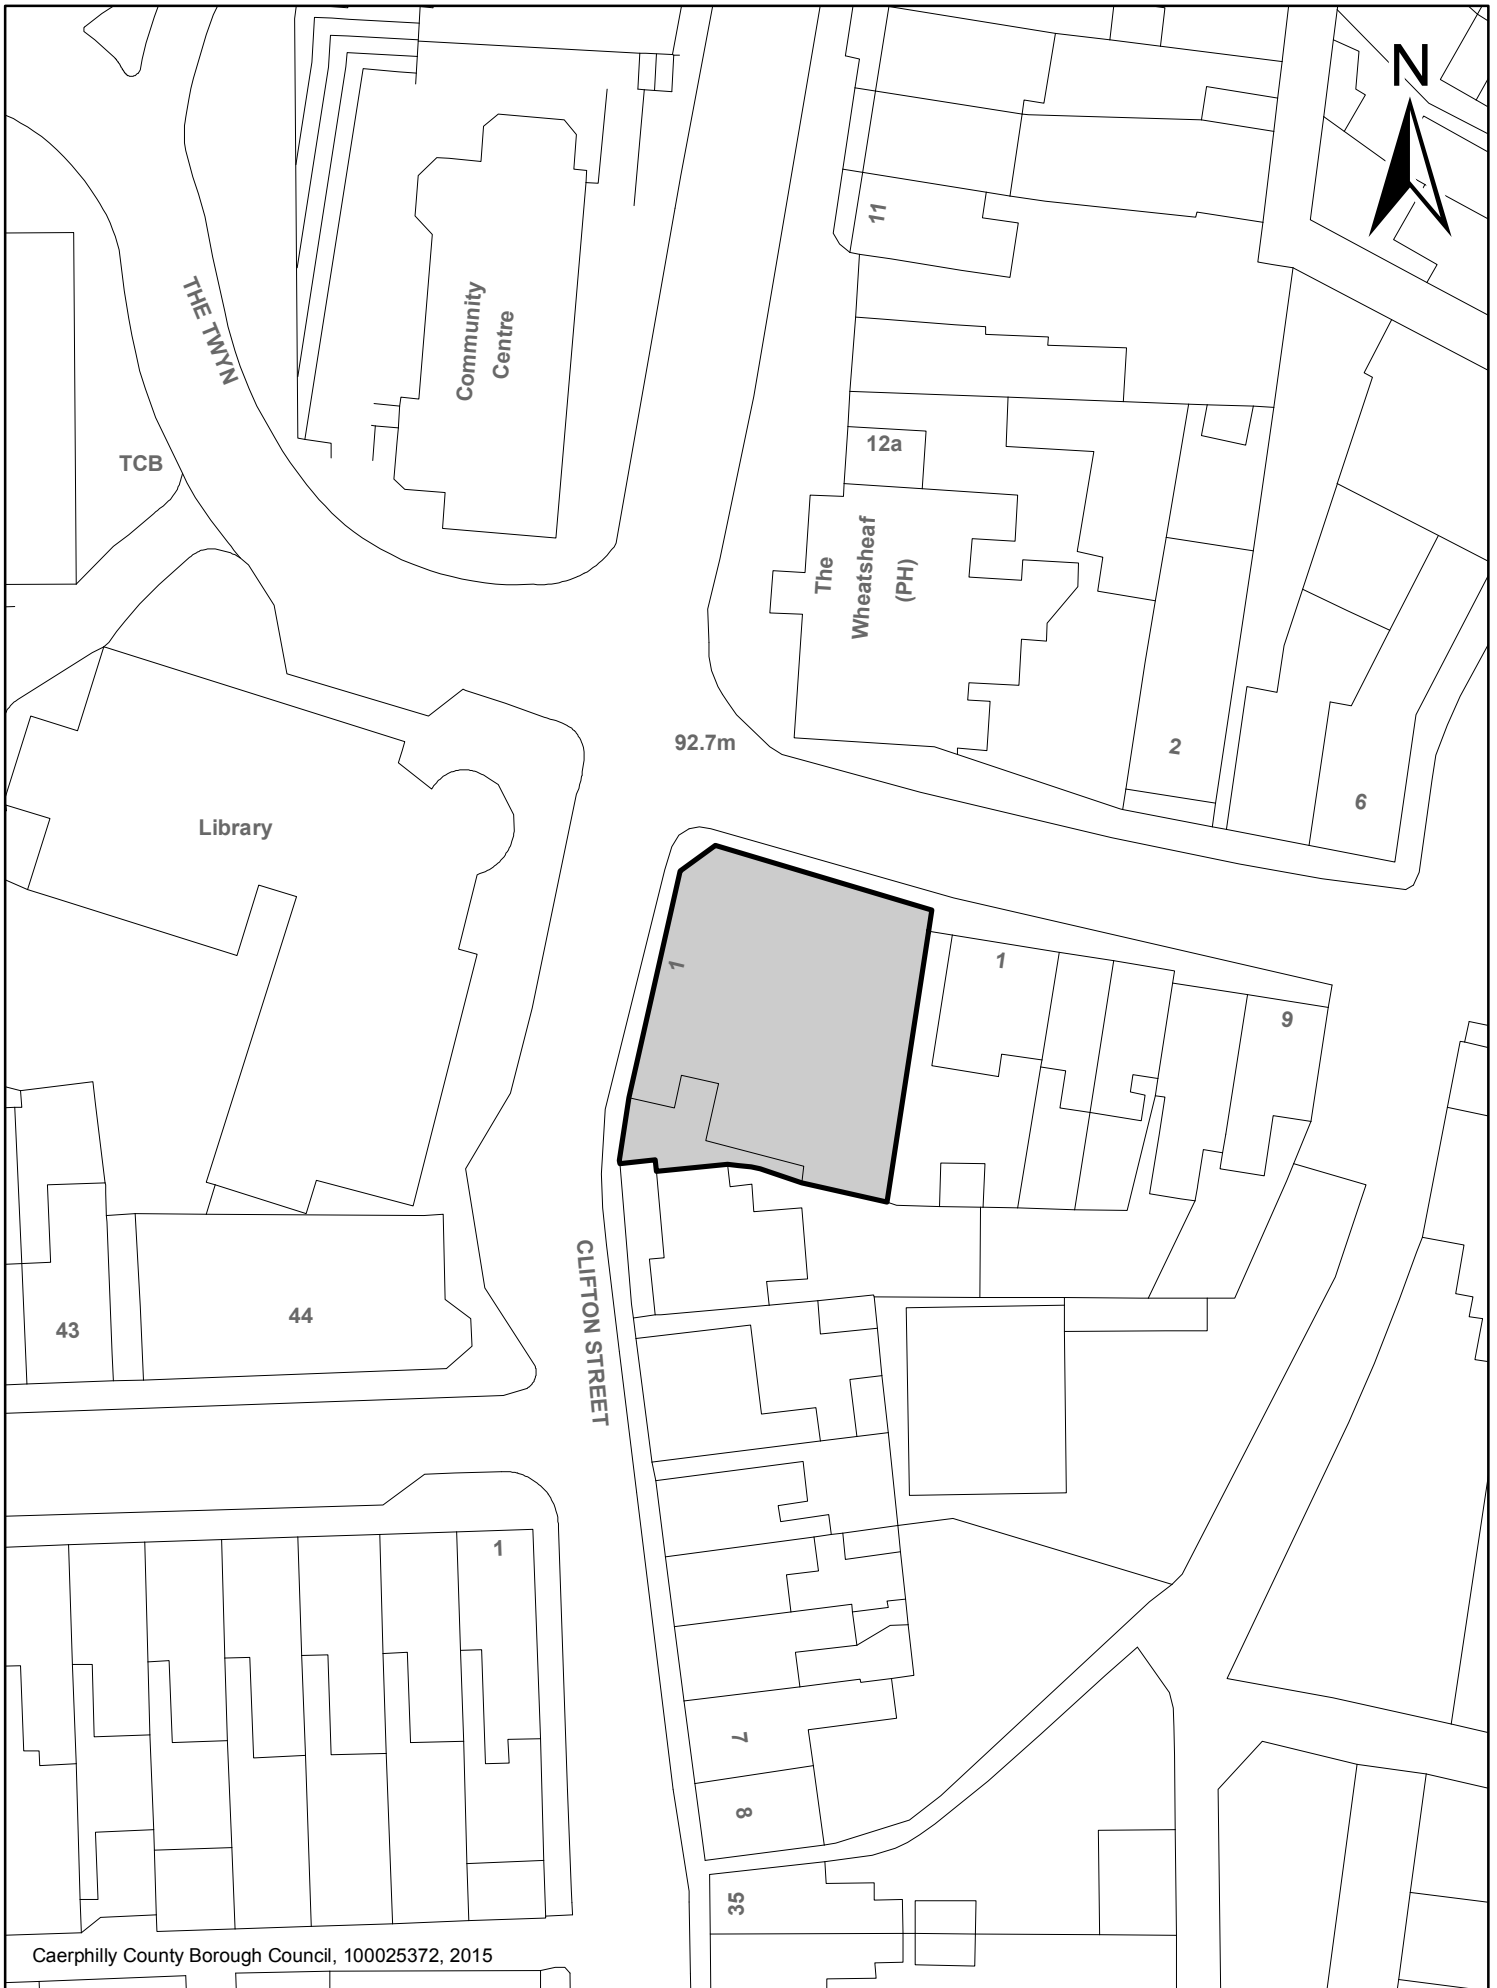 N
11
THE TWYN
Community
Centre
12a
TCB
The
Wheatsheaf
(PH)
92.7m
2
6
Library
1
1
9
CLIFTON STREET
44
43
1
7
8
35
Caerphilly County Borough Council, 100025372, 2015